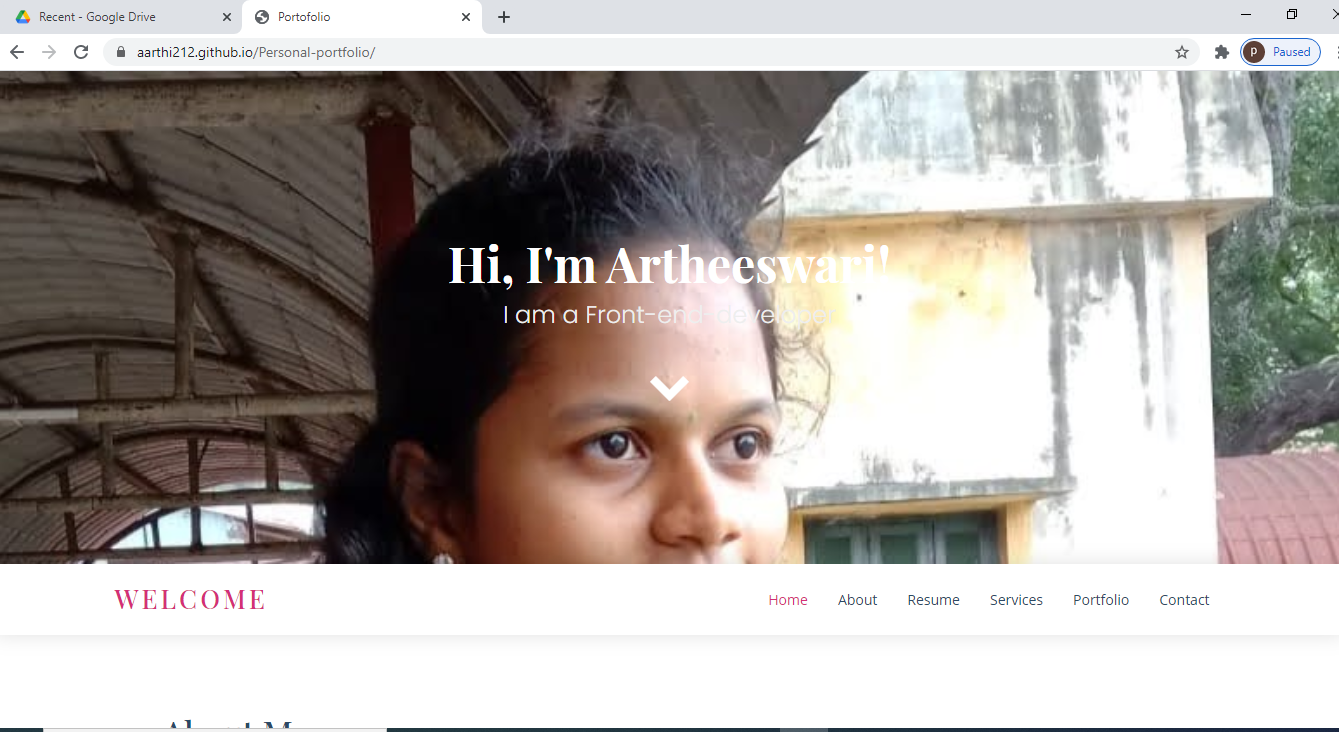 Recent - Google Drive
Portofolio
aarthi212.github.io/Personal-portfolio/
P
Paused
Hi, I'm Artheeswari!
I am a Front-end-developer
WELCOME
Home
About
Resume
Services
Portfolio
Contact
About M